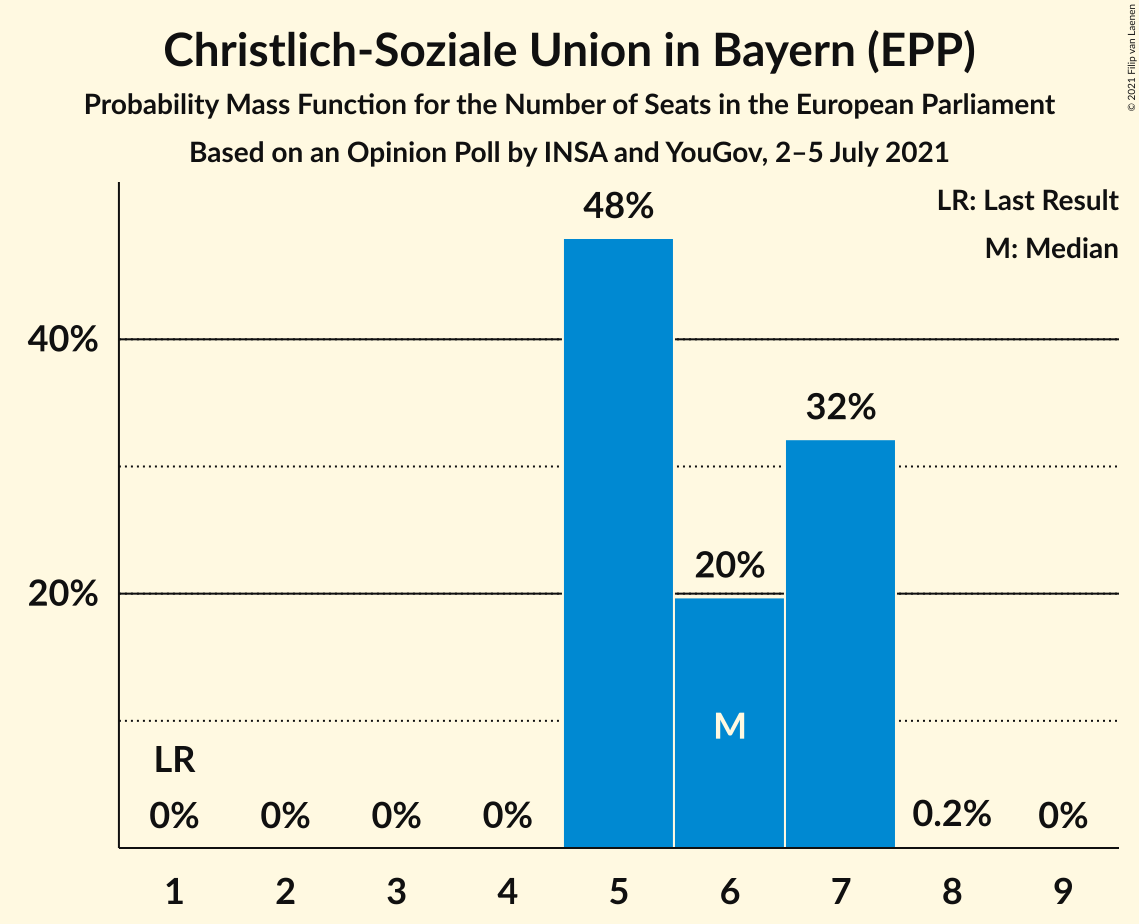 Christlich-Soziale Union in Bayern (EPP)
Probability Mass Function for the Number of Seats in the European Parliament
Based on an Opinion Poll by INSA and YouGov, 2–5 July 2021
© 2021 Filip van Laenen
LR: Last Result
M: Median
48%
40%
32%
20%
20%
M
LR
0% 0% 0% 0% 0.2% 0%
1 2 3 4 5 6 7 8 9